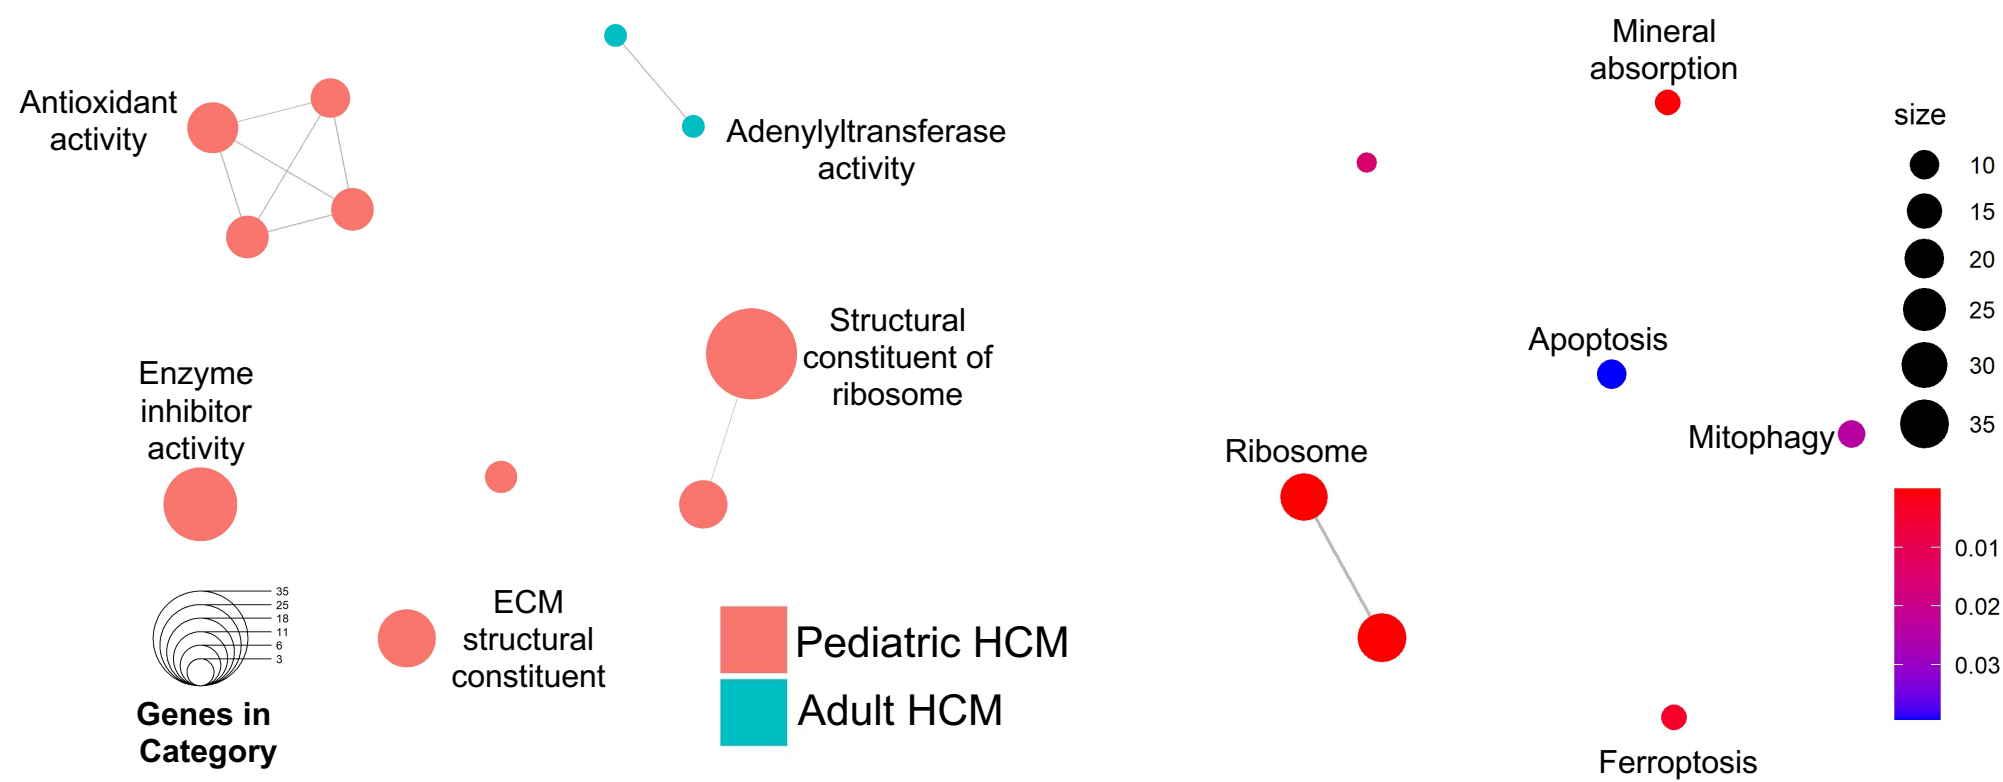 Antioxidant
activity
Adenylyltransferase
activity
Enzyme
inhibitor
activity
Structural
constituent of
ribosome
ECM
structural
constituent
35
25
18
11
6
3
Genes in
Category
Pediatric HCM
Adult HCM
Mineral
absorption
Apoptosis
Mitophagy
Ribosome
Ferroptosis
size
10
15
20
25
30
35
0.01
0.02
0.03